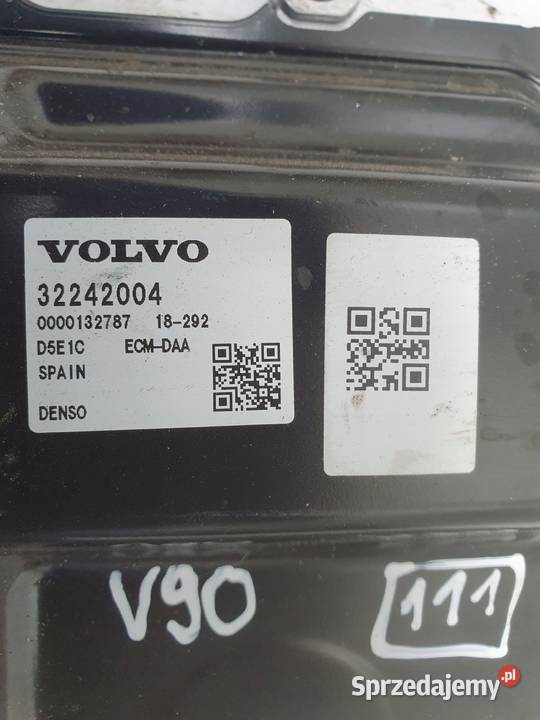 VOLVO
32242004
0000132787 18-292
D5E1C ECM-DAA
SPAIN
DENSO
V90
111
Sprzedajemy.pl